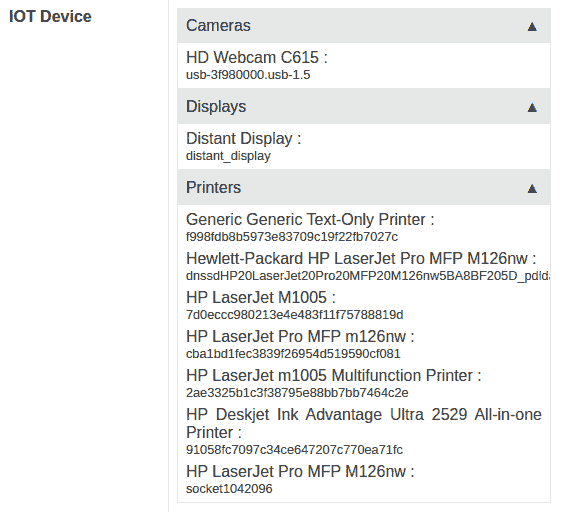 IOT Device
Cameras ▲
HD Webcam C615 :
usb-3f980000.usb-1.5
Displays ▲
Distant Display :
distant_display
Printers ▲
Generic Generic Text-Only Printer :
f998fdb8b5973e83709c19f22fb7027c
Hewlett-Packard HP LaserJet Pro MFP M126nw :
dnssdHP20LaserJet20Pro20MFP20M126nw5BA8BF205D_pdlda
HP LaserJet M1005 :
7d0eccc980213e4e483f11f75788819d
HP LaserJet Pro MFP m126nw :
cba1bd1fec3839f26954d519590cf081
HP LaserJet m1005 Multifunction Printer :
2ae3325b1c3f38795e88bb7bb7464c2e
HP Deskjet Ink Advantage Ultra 2529 All-in-one
Printer :
91058fc7097c34ce647207c770ea71fc
HP LaserJet Pro MFP M126nw :
socket1042096